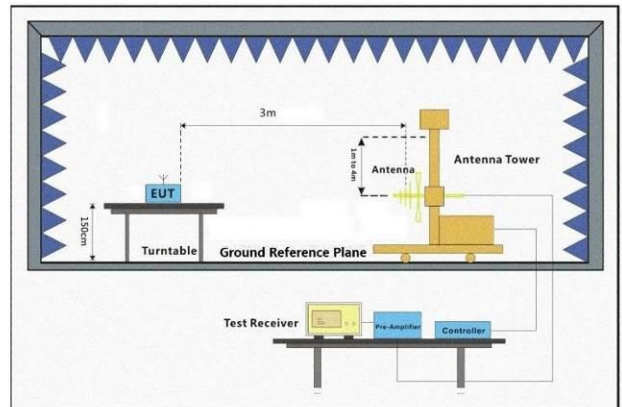 3m
1m to 4m
Antenna
Antenna Tower
EUT
150cm
Turntable
Ground Reference Plane
Test Receiver
Pre-Amplifier
Controller